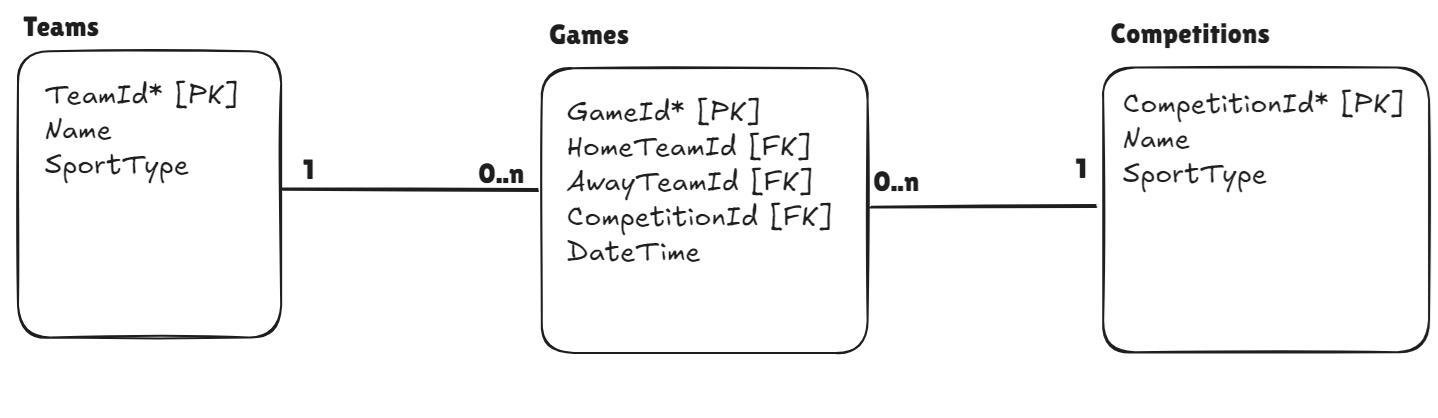 Teams
TeamId* [PK]
Name
SportType
1
0..n
Games
GameId* [PK]
HomeTeamId [FK]
AwayTeamId [FK]
CompetitionId [FK]
DateTime
0..n
1
Competitions
CompetitionId* [PK]
Name
SportType